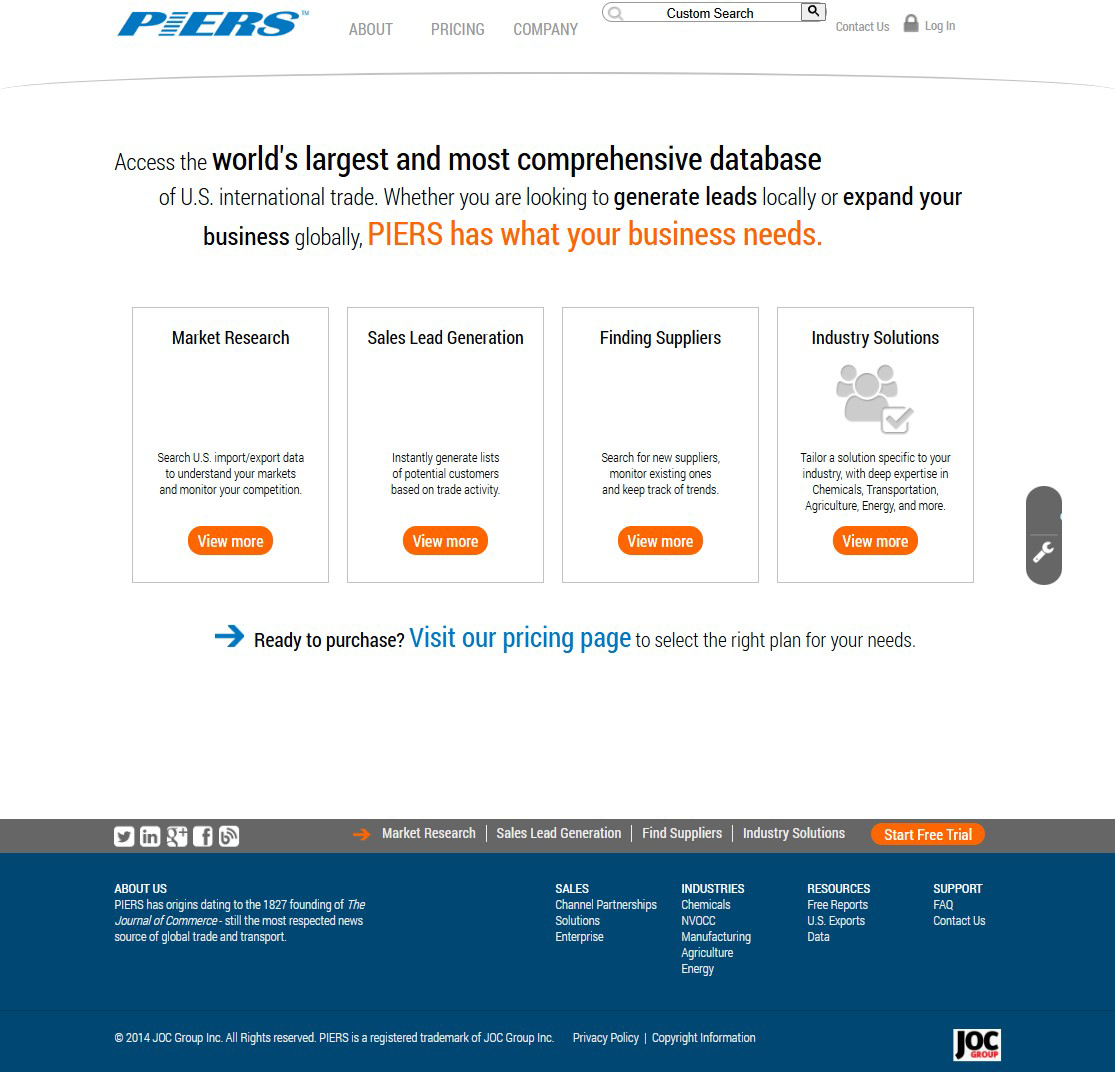 PIERS™
ABOUT
PRICING
COMPANY
Custom Search
Contact Us
Log In
Access the world's largest and most comprehensive database
of U.S. international trade. Whether you are looking to generate leads locally or expand your
business globally, PIERS has what your business needs.
Market Research
Search U.S. import/export data
to understand your markets
and monitor your competition.
View more
Sales Lead Generation
Instantly generate lists
of potential customers
based on trade activity.
View more
Finding Suppliers
Search for new suppliers,
monitor existing ones
and keep track of trends.
View more
Industry Solutions
Tailor a solution specific to your
industry, with deep expertise in
Chemicals, Transportation,
Agriculture, Energy, and more.
View more
Ready to purchase? Visit our pricing page to select the right plan for your needs.
Market Research | Sales Lead Generation | Find Suppliers | Industry Solutions
Start Free Trial
ABOUT US
PIERS has origins dating to the 1827 founding of The
Journal of Commerce - still the most respected news
source of global trade and transport.
SALES
Channel Partnerships
Solutions
Enterprise
INDUSTRIES
Chemicals
NVOCC
Manufacturing
Agriculture
Energy
RESOURCES
Free Reports
U.S. Exports
Data
SUPPORT
FAQ
Contact Us
© 2014 JOC Group Inc. All Rights reserved. PIERS is a registered trademark of JOC Group Inc.
Privacy Policy | Copyright Information
JOC
GROUP